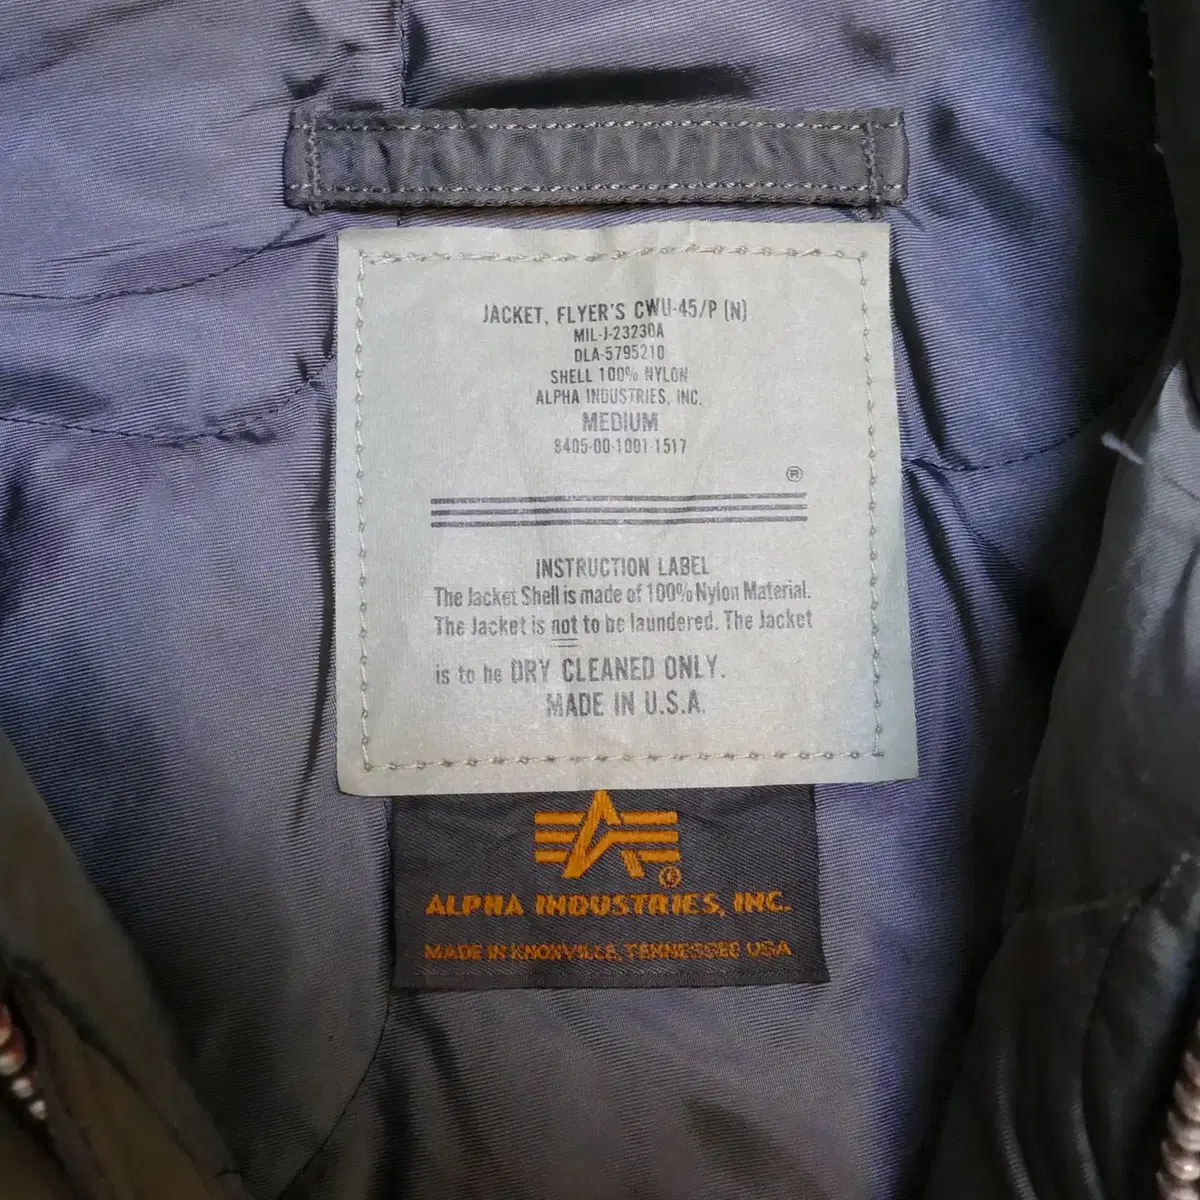 JACKET, FLYER'S CWU-45/P (N)
MIL-J-23230A
DLA-5795210
SHELL 100% NYLON
ALPHA INDUSTRIES, INC.
MEDIUM
8405-00-1001-1517
®
INSTRUCTION LABEL
The Jacket Shell is made of 100% Nylon Material.
The Jacket is not to be laundered. The Jacket
is to be DRY CLEANED ONLY.
MADE IN U.S.A.
ALPHA INDUSTRIES, INC.
MADE IN KNOXVILLE, TENNESSEE USA